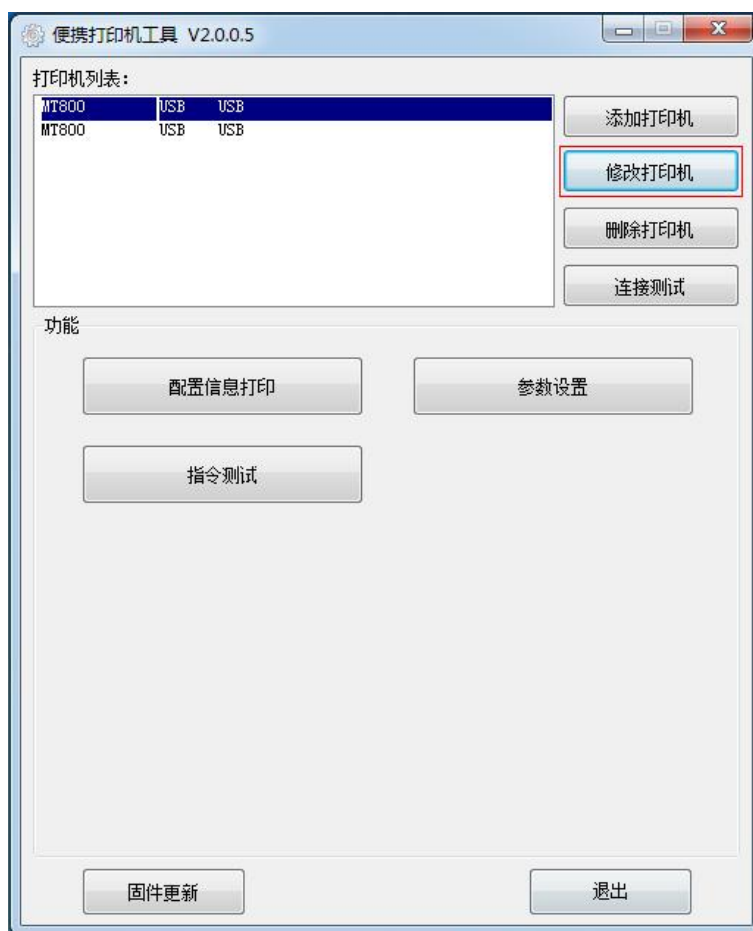 便携打印机工具 V2.0.0.5
打印机列表：
MT800 USB USB
MT800 USB USB
添加打印机
修改打印机
删除打印机
连接测试
功能
配置信息打印
参数设置
指令测试
固件更新
退出